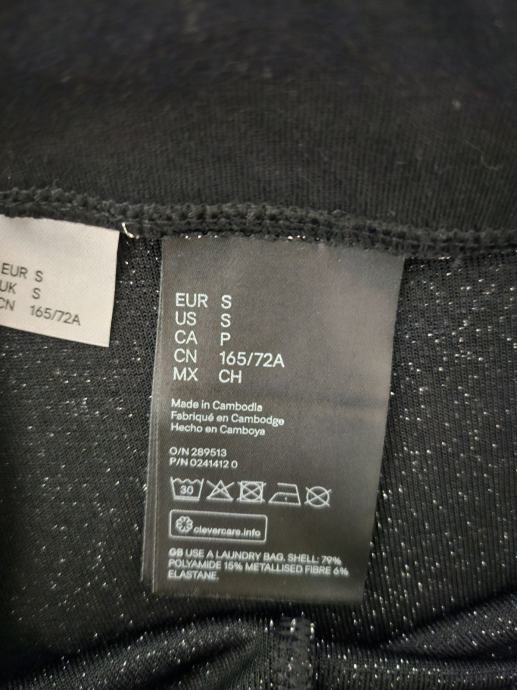 EUR S
UK S
CN 165/72A
EUR S
US S
CA P
CN 165/72A
MX CH
Made in Cambodia
Fabriqué en Cambodge
Hecho en Camboya
O/N 289513
P/N 0241412 0
30
clevercare.info
GB USE A LAUNDRY BAG. SHELL: 79%
POLYAMIDE 15% METALLISED FIBRE 6%
ELASTANE.